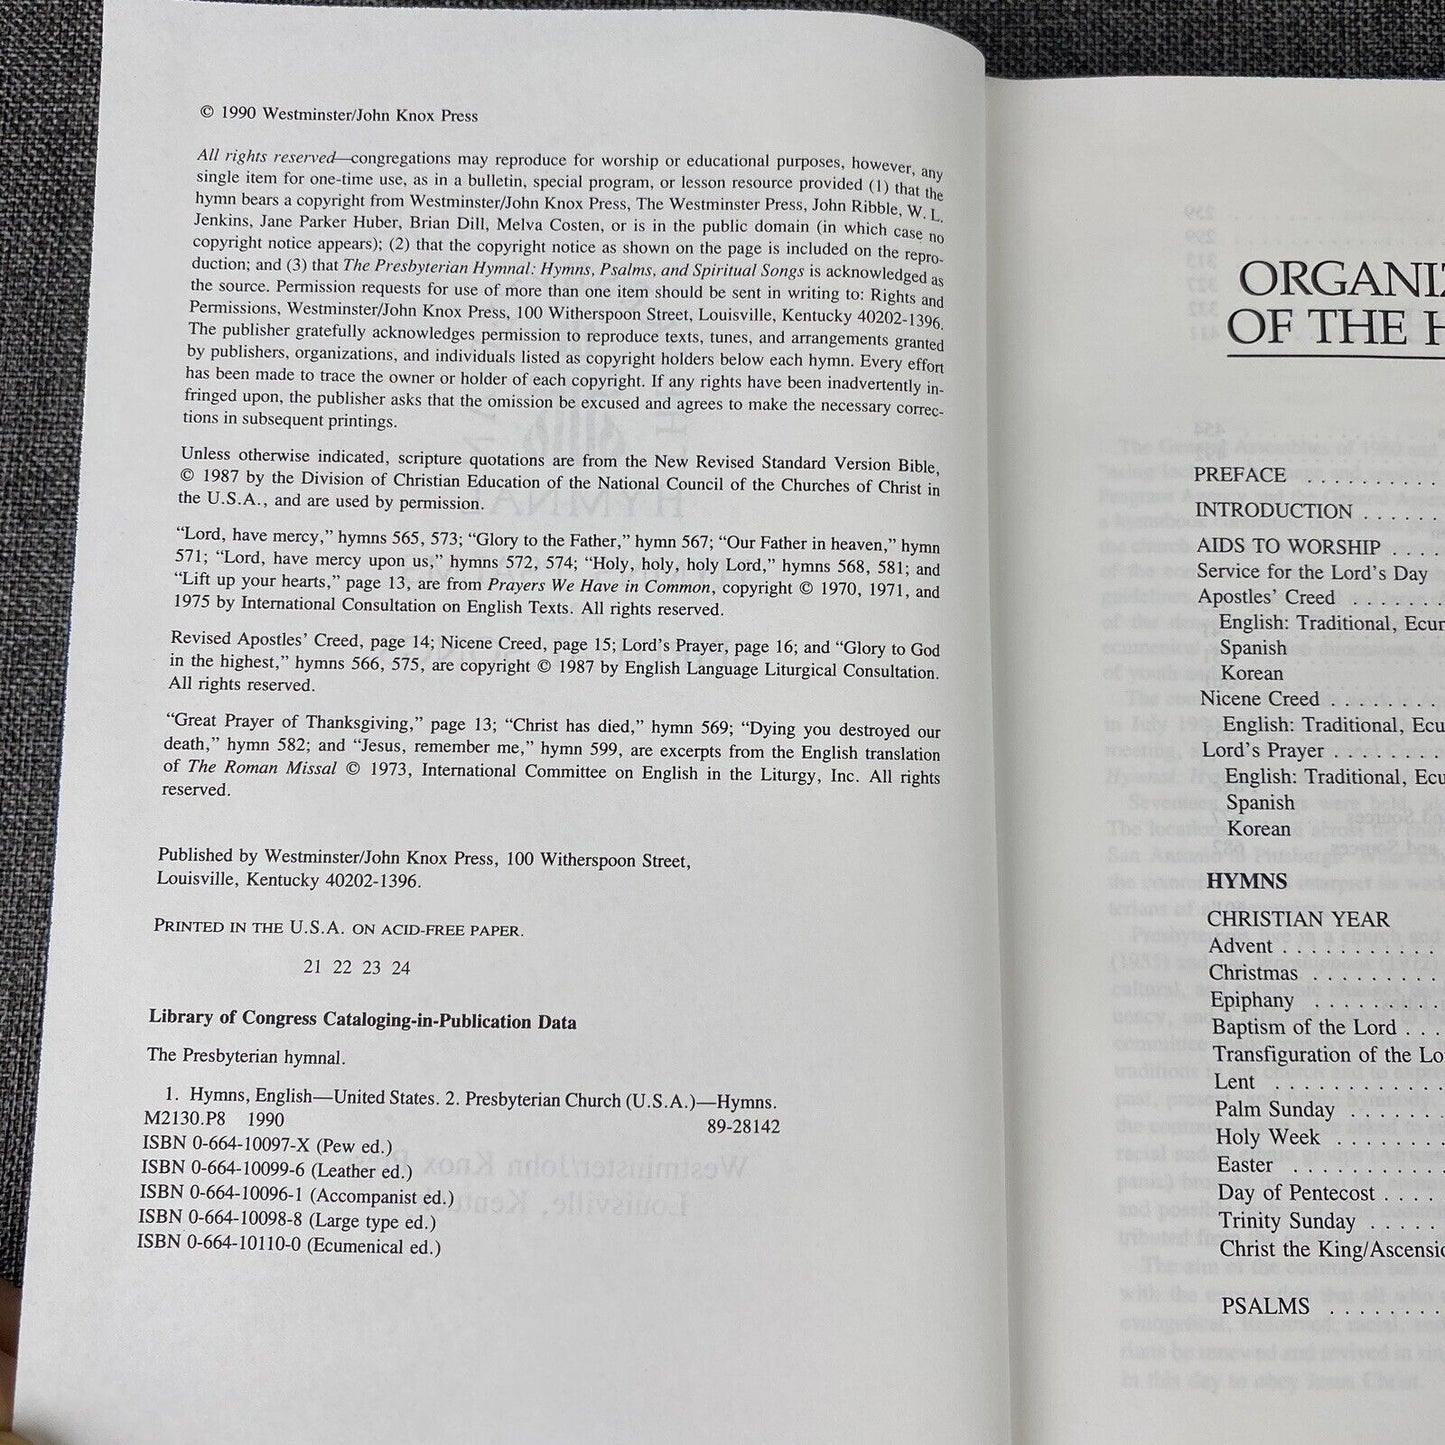 © 1990 Westminster/John Knox Press
All rights reserved—congregations may reproduce for worship or educational purposes, however, any
single item for one-time use, as in a bulletin, special program, or lesson resource provided (1) that the
hymn bears a copyright from Westminster/John Knox Press, The Westminster Press, John Ribble, W. L.
Jenkins, Jane Parker Huber, Brian Dill, Melva Costen, or is in the public domain (in which case no
copyright notice appears); (2) that the copyright notice as shown on the page is included on the repro-
duction; and (3) that The Presbyterian Hymnal: Hymns, Psalms, and Spiritual Songs is acknowledged as
the source. Permission requests for use of more than one item should be sent in writing to: Rights and
Permissions, Westminster/John Knox Press, 100 Witherspoon Street, Louisville, Kentucky 40202-1396.
The publisher gratefully acknowledges permission to reproduce texts, tunes, and arrangements granted
by publishers, organizations, and individuals listed as copyright holders below each hymn. Every effort
has been made to trace the owner or holder of each copyright. If any rights have been inadvertently in-
fringed upon, the publisher asks that the omission be excused and agrees to make the necessary correc-
tions in subsequent printings.
Unless otherwise indicated, scripture quotations are from the New Revised Standard Version Bible,
© 1987 by the Division of Christian Education of the National Council of the Churches of Christ in
the U.S.A., and are used by permission.
“Lord, have mercy,” hymns 565, 573; “Glory to the Father,” hymn 567; “Our Father in heaven,” hymn
571; “Lord, have mercy upon us,” hymns 572, 574; “Holy, holy, holy Lord,” hymns 568, 581; and
“Lift up your hearts,” page 13, are from Prayers We Have in Common, copyright © 1970, 1971, and
1975 by International Consultation on English Texts. All rights reserved.
Revised Apostles’ Creed, page 14; Nicene Creed, page 15; Lord’s Prayer, page 16; and “Glory to God
in the highest,” hymns 566, 575, are copyright © 1987 by English Language Liturgical Consultation.
All rights reserved.
“Great Prayer of Thanksgiving,” page 13; “Christ has died,” hymn 569; “Dying you destroyed our
death,” hymn 582; and “Jesus, remember me,” hymn 599, are excerpts from the English translation
of The Roman Missal © 1973, International Committee on English in the Liturgy, Inc. All rights
reserved.
Published by Westminster/John Knox Press, 100 Witherspoon Street,
Louisville, Kentucky 40202-1396.
PRINTED IN THE U.S.A. ON ACID-FREE PAPER.
21 22 23 24
Library of Congress Cataloging-in-Publication Data
The Presbyterian hymnal.
1. Hymns, English—United States. 2. Presbyterian Church (U.S.A.)—Hymns.
M2130.P8 1990 89-28142
ISBN 0-664-10097-X (Pew ed.)
ISBN 0-664-10099-6 (Leather ed.)
ISBN 0-664-10096-1 (Accompanist ed.)
ISBN 0-664-10098-8 (Large type ed.)
ISBN 0-664-10110-0 (Ecumenical ed.)
ORGANIZ
OF THE H
PREFACE . . . . . . . . . .
INTRODUCTION . . . . . .
AIDS TO WORSHIP . . . .
Service for the Lord’s Day
Apostles’ Creed . . . . . . .
English: Traditional, Ecu
Spanish
Korean
Nicene Creed . . . . . . . .
English: Traditional, Ecu
Lord’s Prayer . . . . . . . .
English: Traditional, Ecu
Spanish
Korean
HYMNS
CHRISTIAN YEAR
Advent . . . . . . . . . . .
Christmas . . . . . . . . .
Epiphany . . . . . . . . .
Baptism of the Lord . . .
Transfiguration of the Lo
Lent . . . . . . . . . . . .
Palm Sunday . . . . . . .
Holy Week . . . . . . . .
Easter . . . . . . . . . . .
Day of Pentecost . . . .
Trinity Sunday . . . . . .
Christ the King/Ascensi
PSALMS . . . . . . . . .